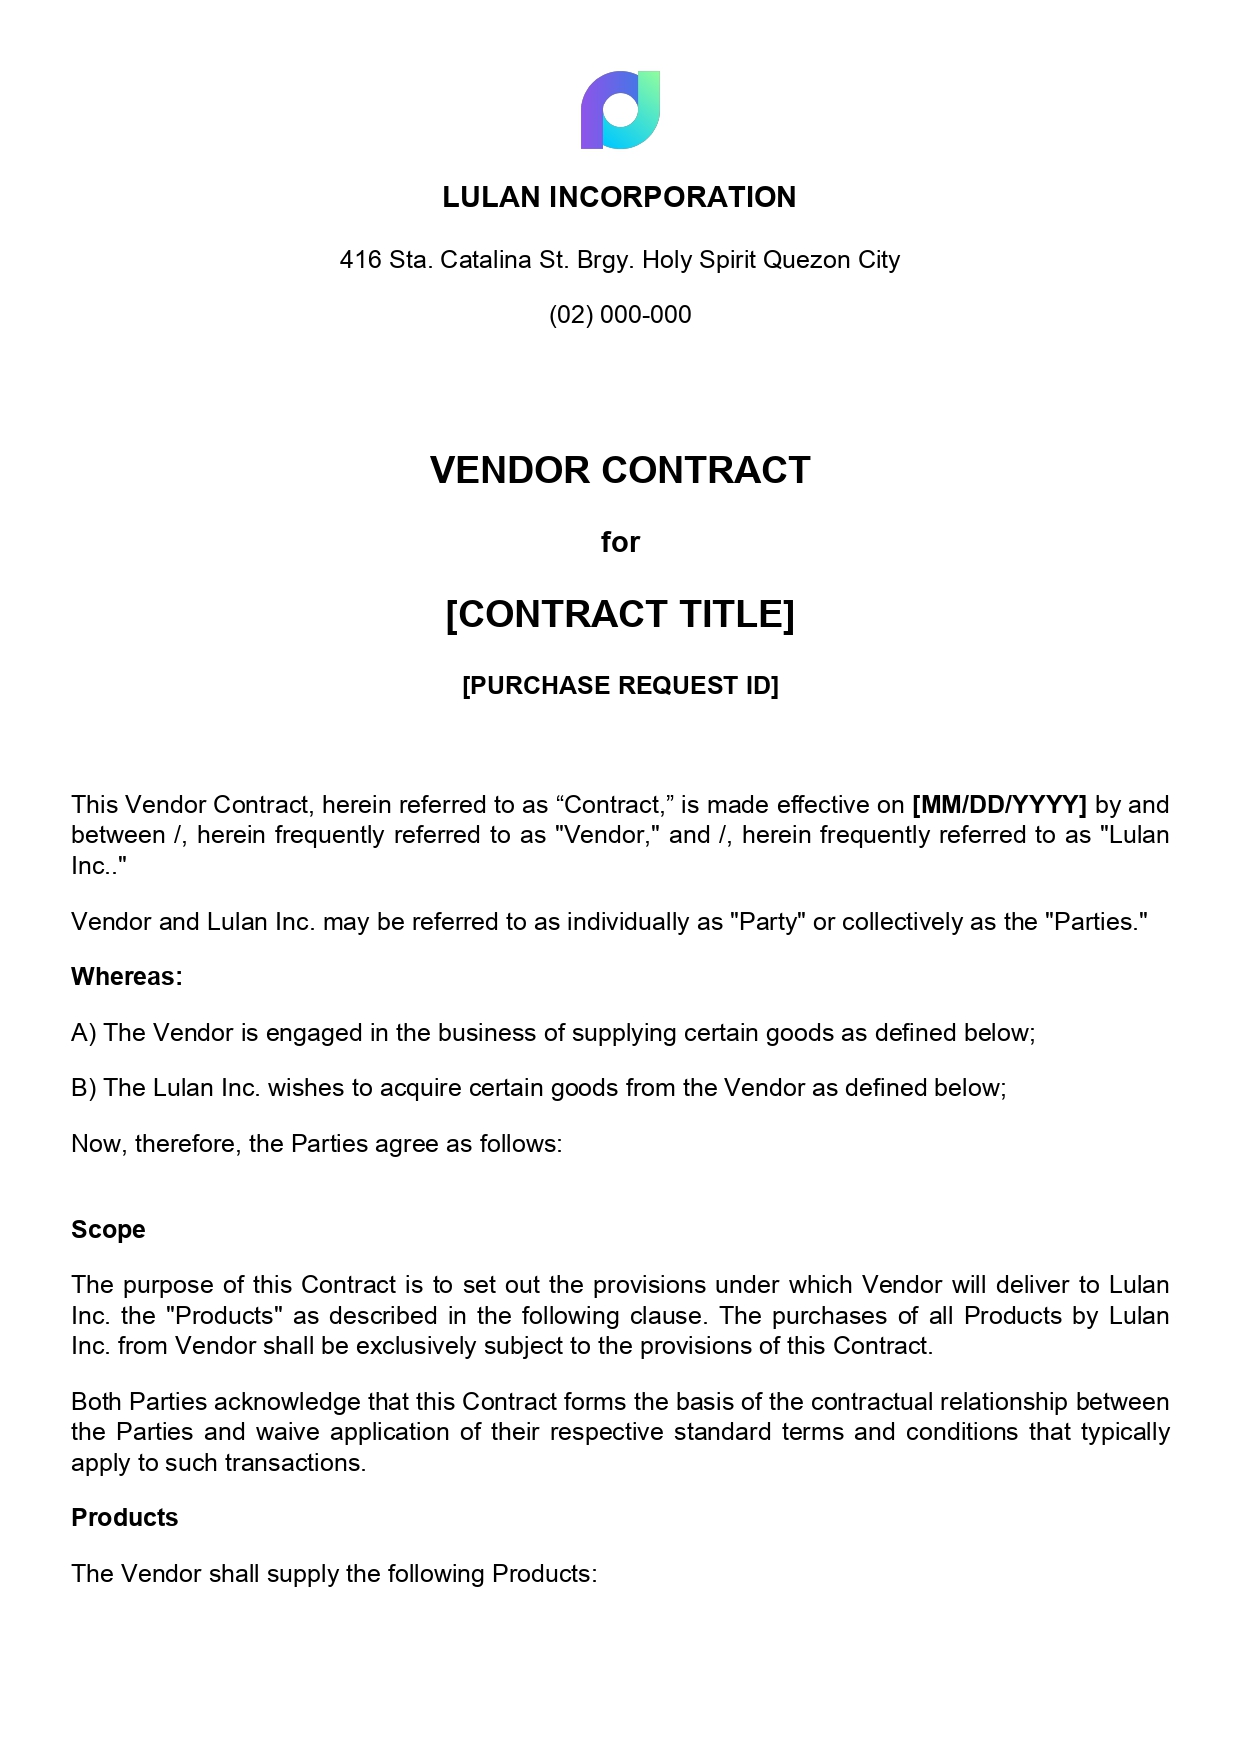 LULAN INCORPORATION
416 Sta. Catalina St. Brgy. Holy Spirit Quezon City
(02) 000-000
VENDOR CONTRACT
for
[CONTRACT TITLE]
[PURCHASE REQUEST ID]
This Vendor Contract, herein referred to as “Contract,” is made effective on [MM/DD/YYYY] by and
between /, herein frequently referred to as "Vendor," and /, herein frequently referred to as "Lulan
Inc.."
Vendor and Lulan Inc. may be referred to as individually as "Party" or collectively as the "Parties."
Whereas:
A) The Vendor is engaged in the business of supplying certain goods as defined below;
B) The Lulan Inc. wishes to acquire certain goods from the Vendor as defined below;
Now, therefore, the Parties agree as follows:
Scope
The purpose of this Contract is to set out the provisions under which Vendor will deliver to Lulan
Inc. the "Products" as described in the following clause. The purchases of all Products by Lulan
Inc. from Vendor shall be exclusively subject to the provisions of this Contract.
Both Parties acknowledge that this Contract forms the basis of the contractual relationship between
the Parties and waive application of their respective standard terms and conditions that typically
apply to such transactions.
Products
The Vendor shall supply the following Products: